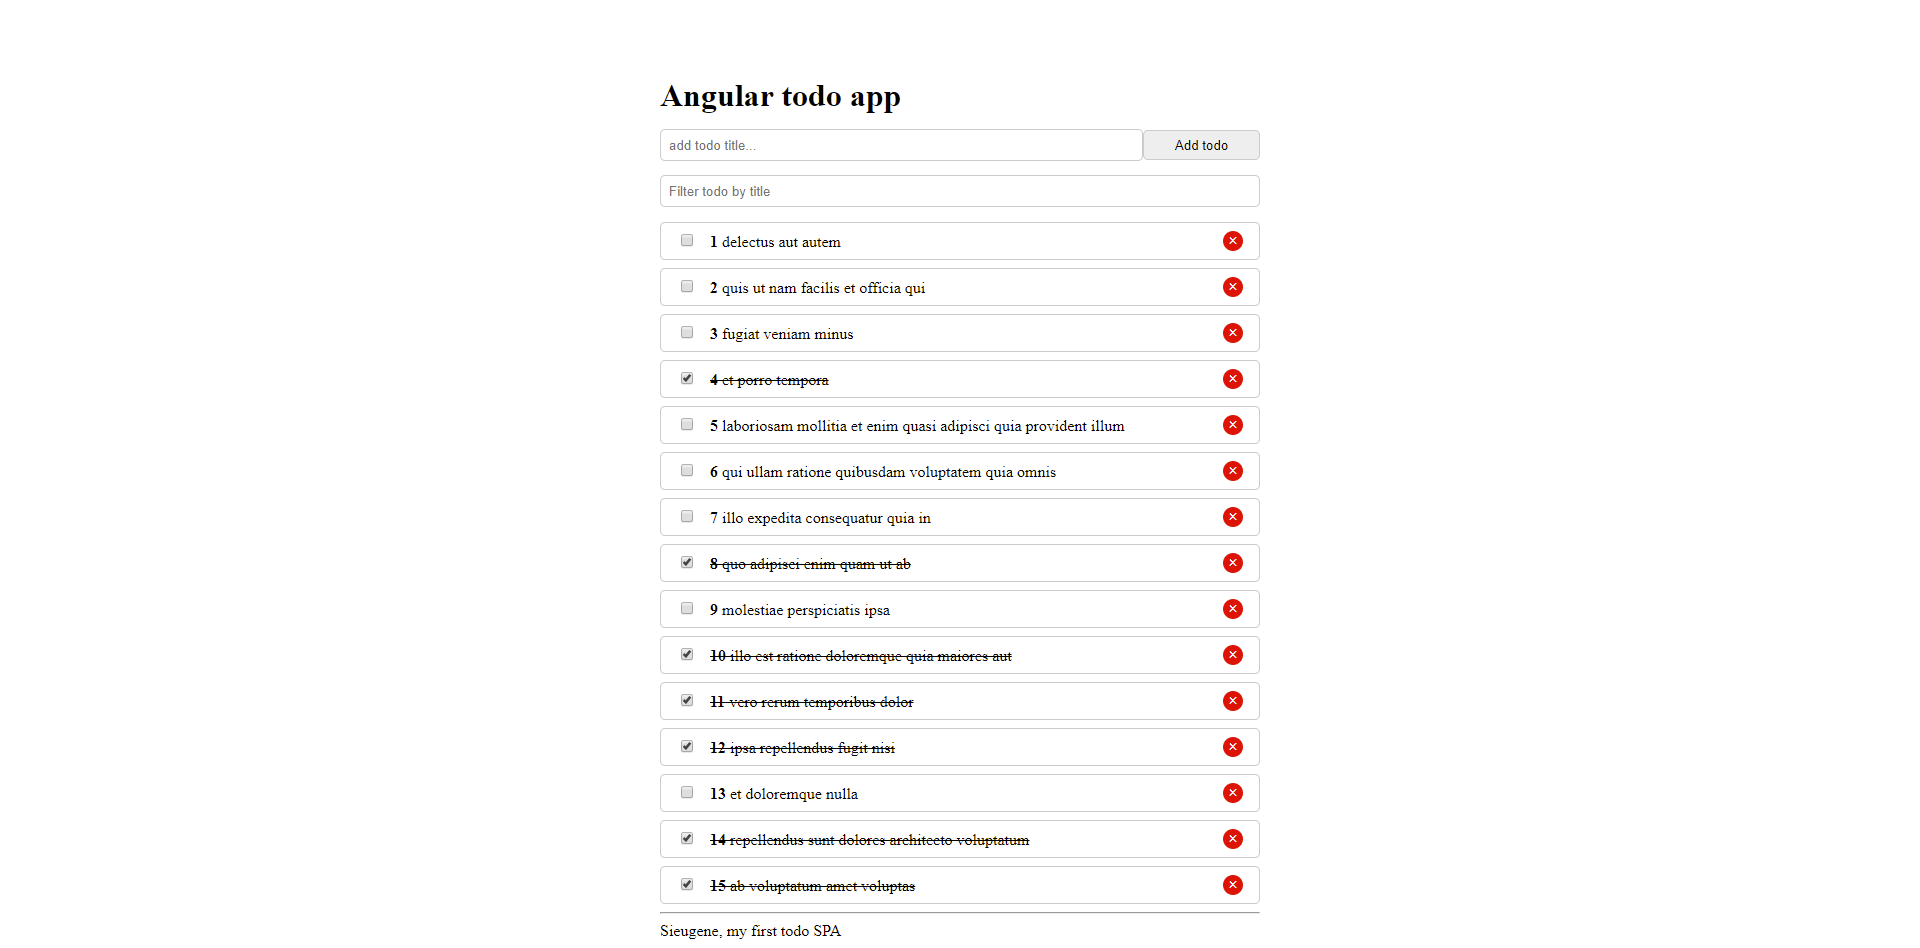 Angular todo app
add todo title...
Add todo
Filter todo by title
1 delectus aut autem
2 quis ut nam facilis et officia qui
3 fugiat veniam minus
4 et porro tempora
5 laboriosam mollitia et enim quasi adipisci quia provident illum
6 qui ullam ratione quibusdam voluptatem quia omnis
7 illo expedita consequatur quia in
8 quo adipisci enim quam ut ab
9 molestiae perspiciatis ipsa
10 illo est ratione doloremque quia maiores aut
11 vero rerum temporibus dolor
12 ipsa repellendus fugit nisi
13 et doloremque nulla
14 repellendus sunt dolores architecto voluptatum
15 ab voluptatum amet voluptas
Sieugene, my first todo SPA